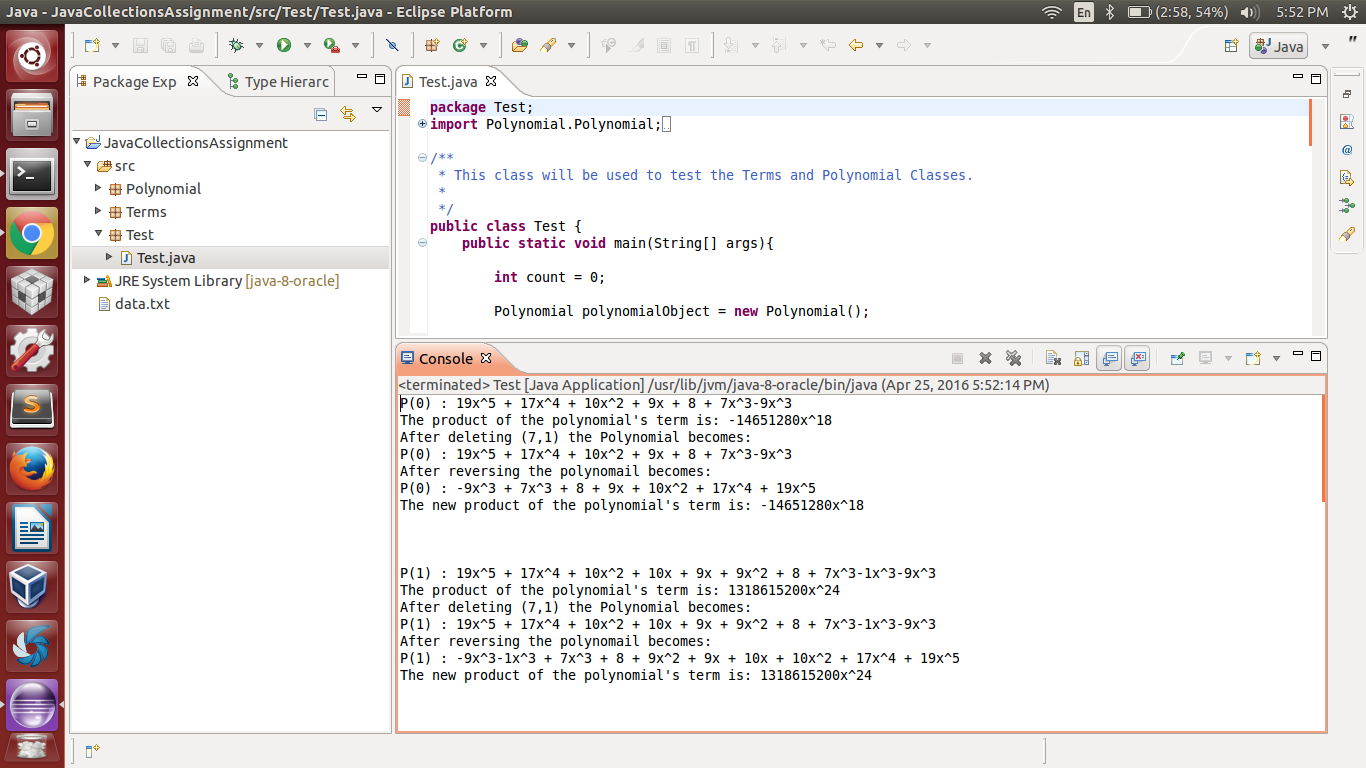 Java - JavaCollectionsAssignment/src/Test/Test.java - Eclipse Platform
En
(2:58, 54%)
5:52 PM
Java
Package Exp
Type Hierarc
JavaCollectionsAssignment
src
Polynomial
Terms
Test
Test.java
JRE System Library [java-8-oracle]
data.txt
Test.java
package Test;
import Polynomial.Polynomial;
/**
* This class will be used to test the Terms and Polynomial Classes.
*
*/
public class Test {
public static void main(String[] args){
int count = 0;
Polynomial polynomialObject = new Polynomial();
Console
<terminated> Test [Java Application] /usr/lib/jvm/java-8-oracle/bin/java (Apr 25, 2016 5:52:14 PM)
P(0) : 19x^5 + 17x^4 + 10x^2 + 9x + 8 + 7x^3-9x^3
The product of the polynomial's term is: -14651280x^18
After deleting (7,1) the Polynomial becomes:
P(0) : 19x^5 + 17x^4 + 10x^2 + 9x + 8 + 7x^3-9x^3
After reversing the polynomail becomes:
P(0) : -9x^3 + 7x^3 + 8 + 9x + 10x^2 + 17x^4 + 19x^5
The new product of the polynomial's term is: -14651280x^18
P(1) : 19x^5 + 17x^4 + 10x^2 + 10x + 9x + 9x^2 + 8 + 7x^3-1x^3-9x^3
The product of the polynomial's term is: 1318615200x^24
After deleting (7,1) the Polynomial becomes:
P(1) : 19x^5 + 17x^4 + 10x^2 + 10x + 9x + 9x^2 + 8 + 7x^3-1x^3-9x^3
After reversing the polynomail becomes:
P(1) : -9x^3-1x^3 + 7x^3 + 8 + 9x^2 + 9x + 10x + 10x^2 + 17x^4 + 19x^5
The new product of the polynomial's term is: 1318615200x^24